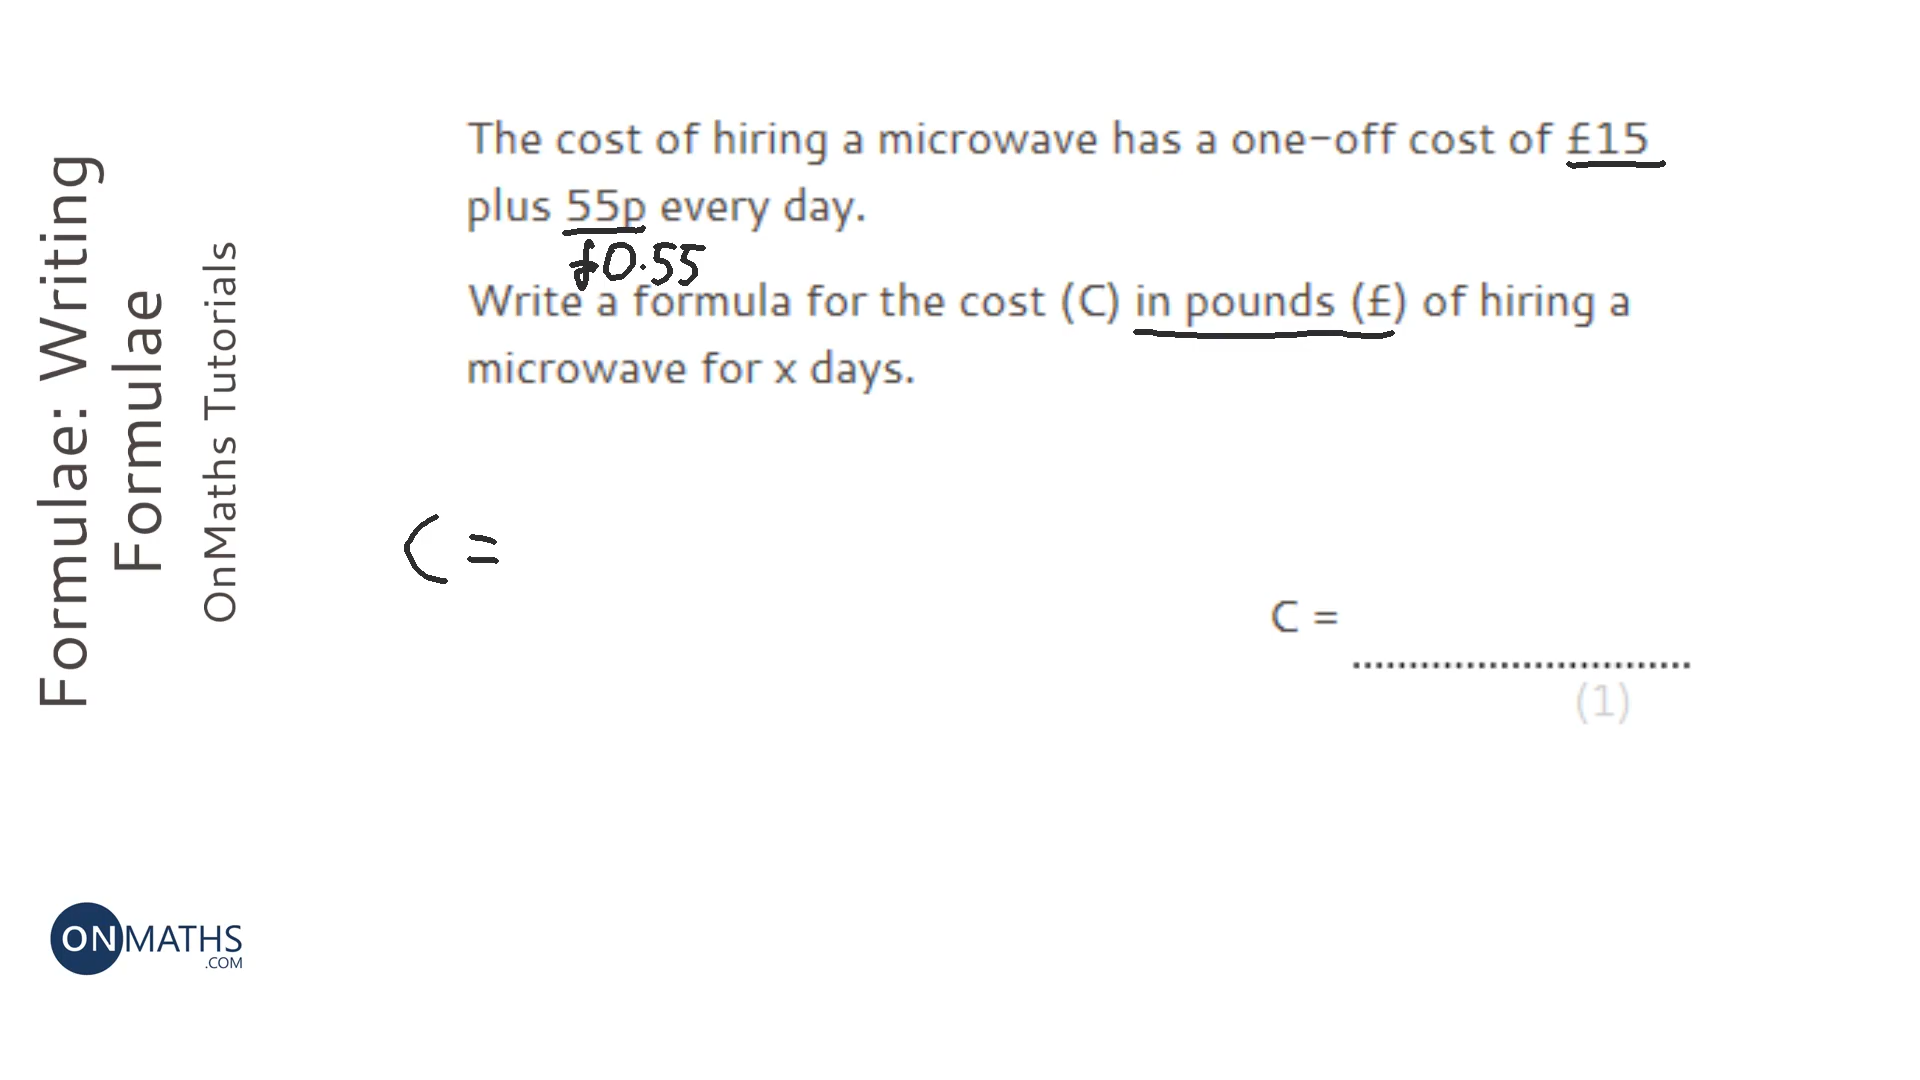 Formulae: Writing
Formulae
OnMaths Tutorials
The cost of hiring a microwave has a one-off cost of £15
plus 55p every day.
£0.55
Write a formula for the cost (C) in pounds (£) of hiring a
microwave for x days.
C =
C =
(1)
ONMATHS
.COM